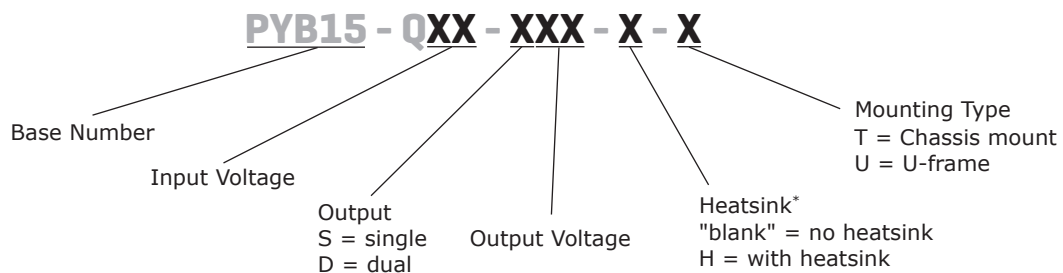 PYB15 - QXX - XXX - X - X
Base Number
Input Voltage
Output
S = single
D = dual
Output Voltage
Heatsink*
"blank" = no heatsink
H = with heatsink
Mounting Type
T = Chassis mount
U = U-frame